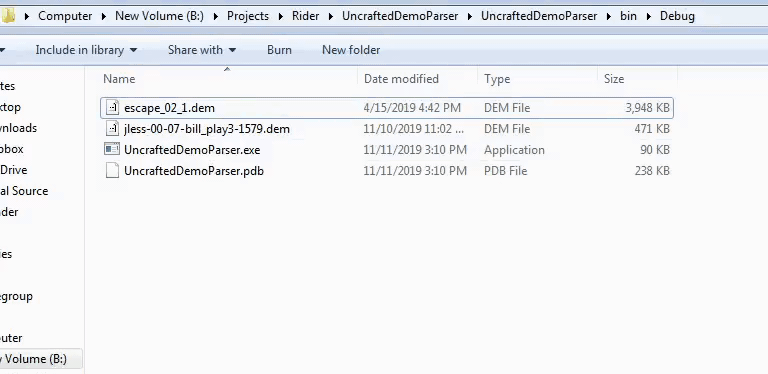 Computer ▸ New Volume (B:) ▸ Projects ▸ Rider ▸ UncraftedDemoParser ▸ UncraftedDemoParser ▸ bin ▸ Debug
Include in library Share with Burn New folder
Name Date modified Type Size
escape_02_1.dem 4/15/2019 4:42 PM DEM File 3,948 KB
jless-00-07-bill_play3-1579.dem 11/10/2019 11:02 ... DEM File 471 KB
UncraftedDemoParser.exe 11/11/2019 3:10 PM Application 90 KB
UncraftedDemoParser.pdb 11/11/2019 3:10 PM PDB File 238 KB
tes
ktop
wnloads
pbox
Drive
al Source
nder
ies
egroup
puter
v Volume (B:)